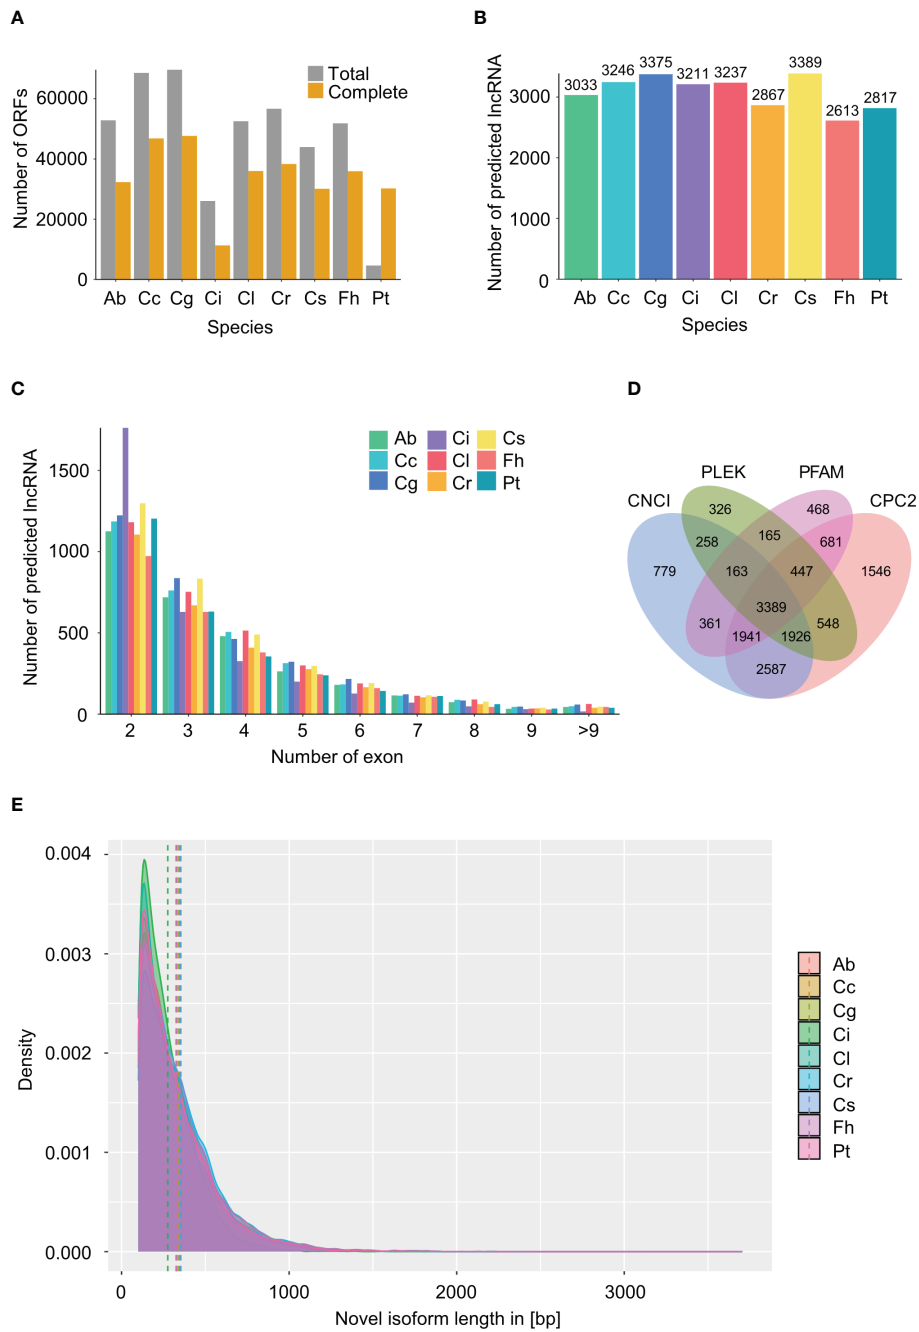 A
Number of ORFs
60000
40000
20000
0
Total
Complete
Ab Cc Cg Ci Cl Cr Cs Fh Pt
Species
B
Number of predicted lncRNA
3000
2000
1000
0
3033 3246 3375 3211 3237 2867 3389 2613 2817
Ab Cc Cg Ci Cl Cr Cs Fh Pt
Species
C
Number of predicted lncRNA
1500
1000
500
0
Ab Ci Cs
Cc Cl Fh
Cg Cr Pt
2 3 4 5 6 7 8 9 >9
Number of exon
D
PLEK PFAM
CNCI CPC2
326 468
258 165 681
779 163 447 1546
3389
361 1941 1926 548
2587
E
Density
0.004
0.003
0.002
0.001
0.000
0 1000 2000 3000
Novel isoform length in [bp]
Ab
Cc
Cg
Ci
Cl
Cr
Cs
Fh
Pt